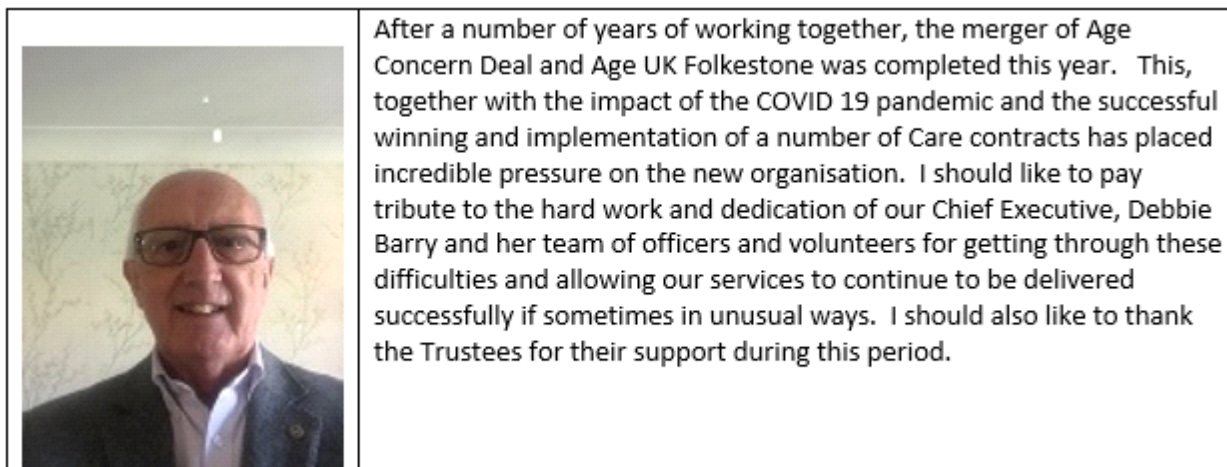 After a number of years of working together, the merger of Age
Concern Deal and Age UK Folkestone was completed this year.   This,
together with the impact of the COVID 19 pandemic and the successful
winning and implementation of a number of Care contracts has placed
incredible pressure on the new organisation.  I should like to pay
tribute to the hard work and dedication of our Chief Executive, Debbie
Barry and her team of officers and volunteers for getting through these
difficulties and allowing our services to continue to be delivered
successfully if sometimes in unusual ways.  I should also like to thank
the Trustees for their support during this period.